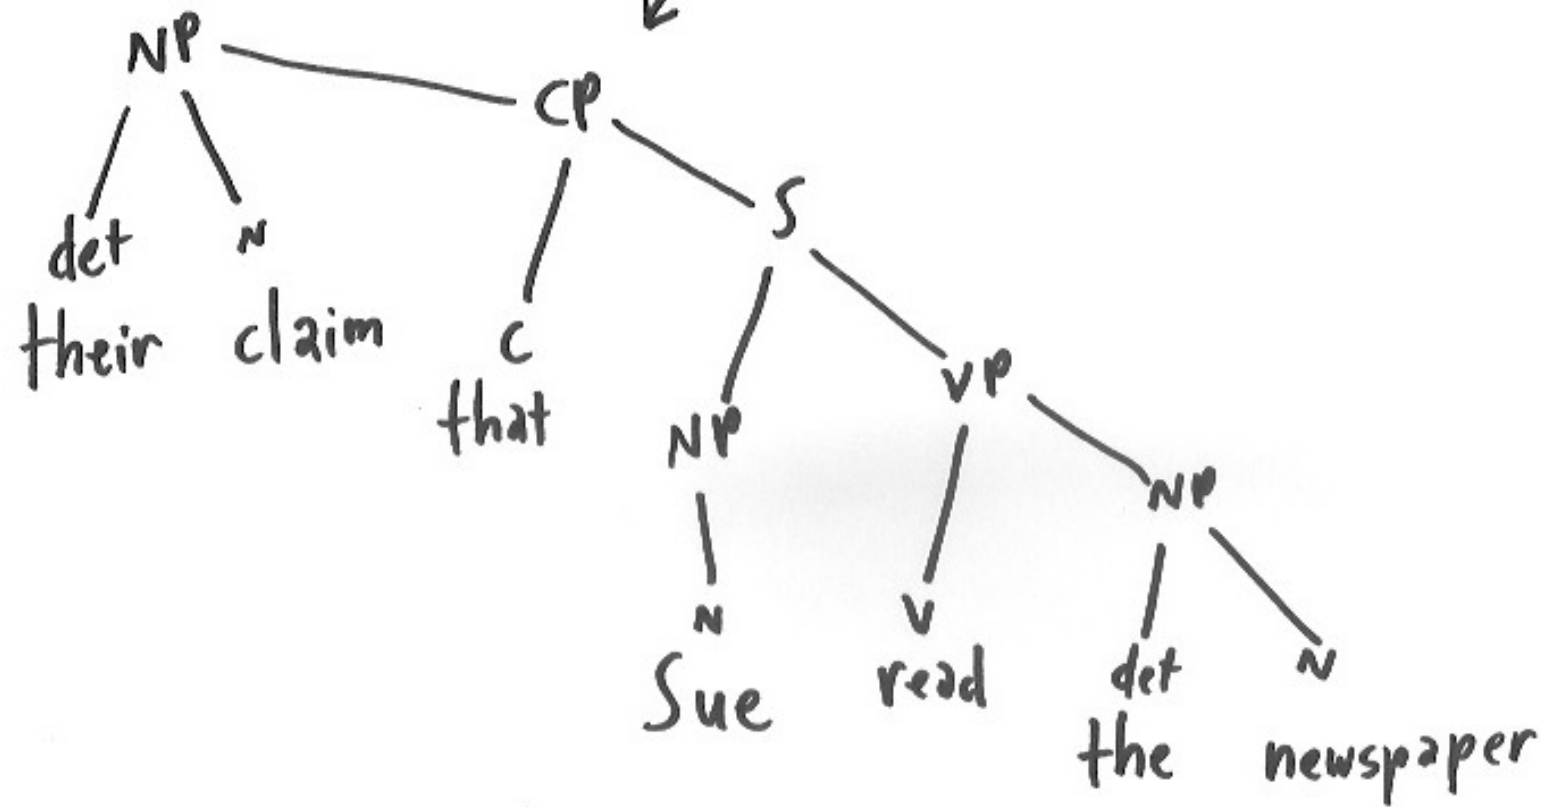 NP
CP
S
det N
their claim
C
that
VP
NP
NP
N V
Sue read
det N
the newspaper